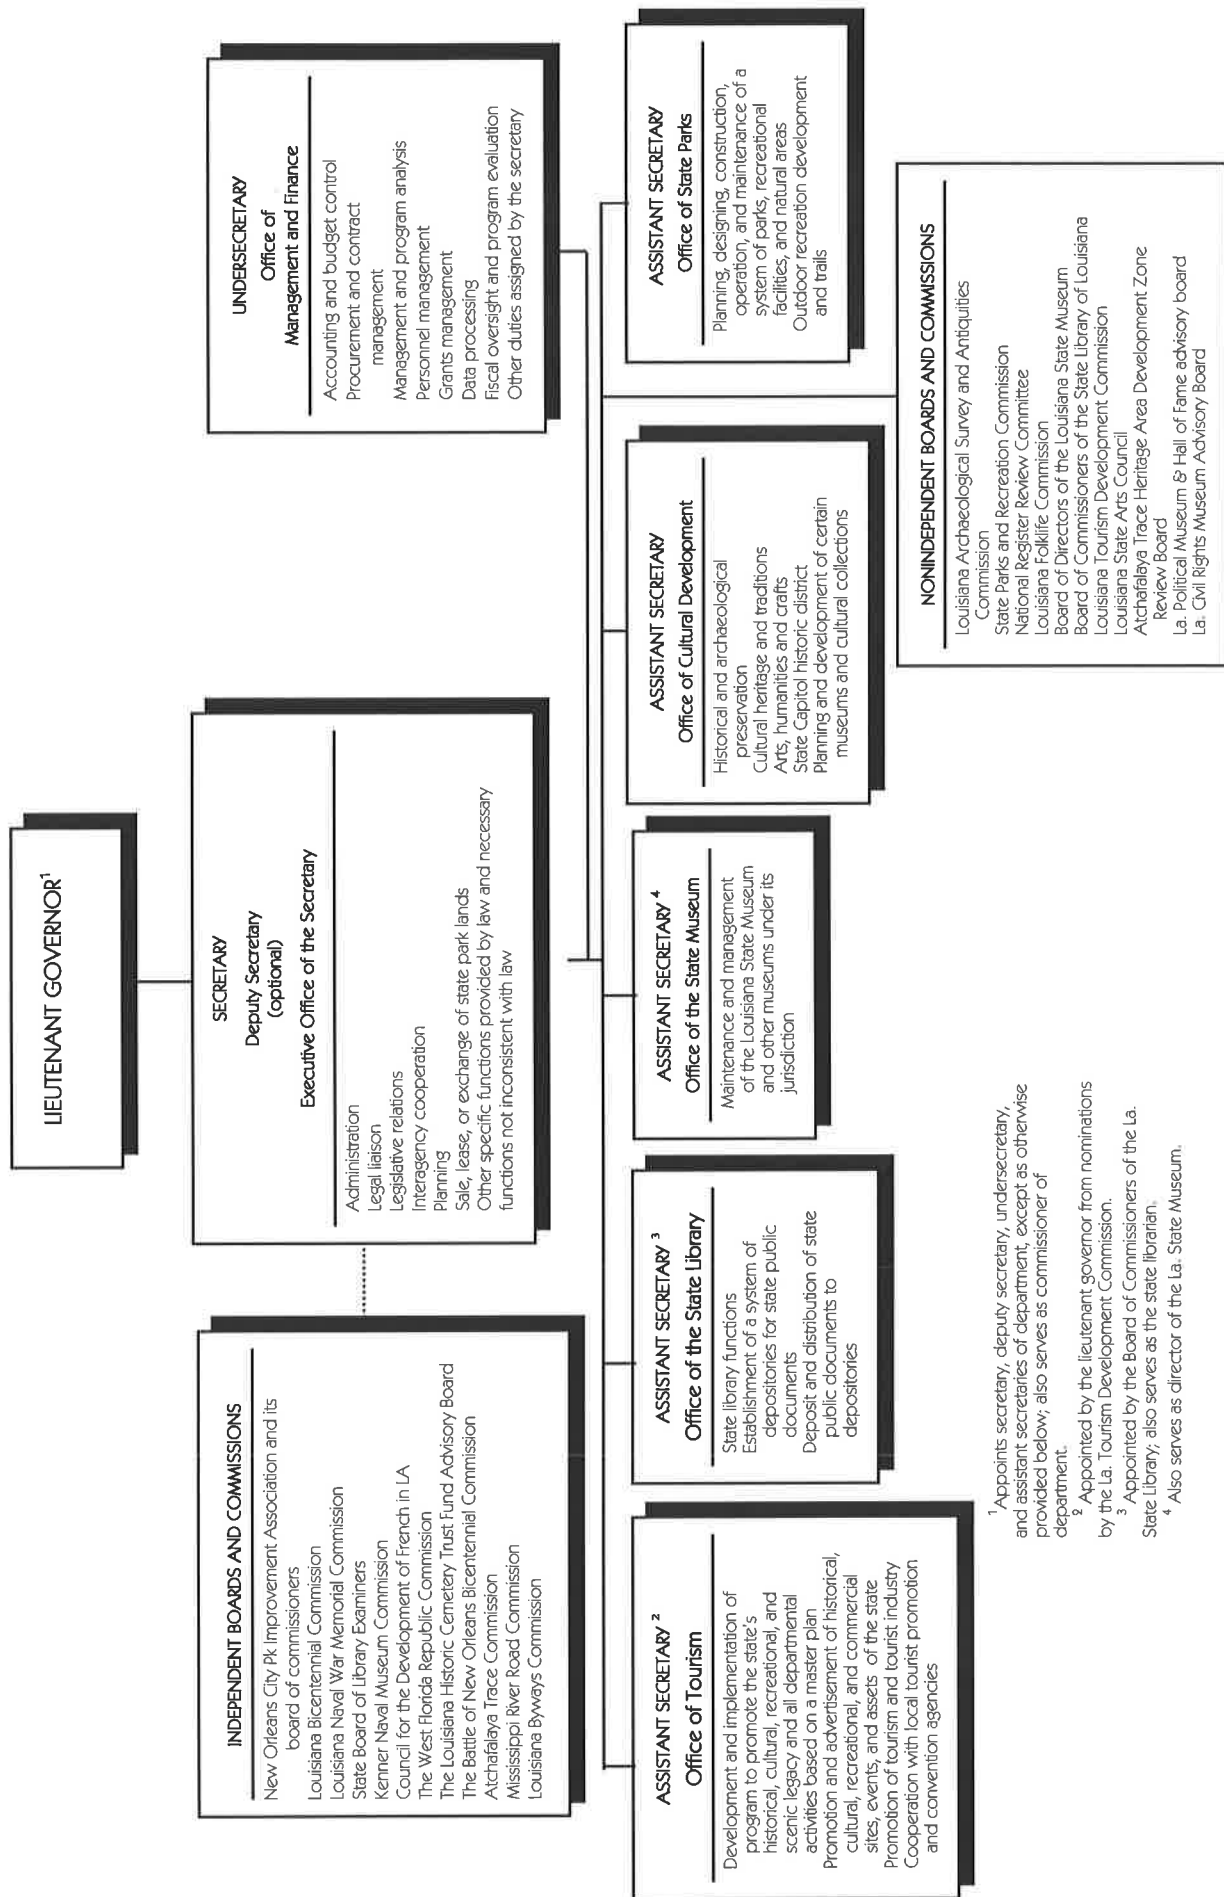 LIEUTENANT GOVERNOR¹
INDEPENDENT BOARDS AND COMMISSIONS
New Orleans City Pk Improvement Association and its
board of commissioners
Louisiana Bicentennial Commission
Louisiana Naval War Memorial Commission
State Board of Library Examiners
Kenner Naval Museum Commission
Council for the Development of French in LA
The West Florida Republic Commission
The Louisiana Historic Cemetery Trust Fund Advisory Board
The Battle of New Orleans Bicentennial Commission
Atchafalaya Trace Commission
Mississippi River Road Commission
Louisiana Byways Commission
SECRETARY
Deputy Secretary
(optional)
Executive Office of the Secretary
Administration
Legal liaison
Legislative relations
Interagency cooperation
Planning
Sale, lease, or exchange of state park lands
Other specific functions provided by law and necessary
functions not inconsistent with law
UNDERSECRETARY
Office of
Management and Finance
Accounting and budget control
Procurement and contract
management
Management and program analysis
Personnel management
Grants management
Data processing
Fiscal oversight and program evaluation
Other duties assigned by the secretary
ASSISTANT SECRETARY ²
Office of Tourism
Development and implementation of
program to promote the state's
historical, cultural, recreational, and
scenic legacy and all departmental
activities based on a master plan
Promotion and advertisement of historical,
cultural, recreational, and commercial
sites, events, and assets of the state
Promotion of tourism and tourist industry
Cooperation with local tourist promotion
and convention agencies
ASSISTANT SECRETARY ³
Office of the State Library
State library functions
Establishment of a system of
depositories for state public
documents
Deposit and distribution of state
public documents to
depositories
ASSISTANT SECRETARY ⁴
Office of the State Museum
Maintenance and management
of the Louisiana State Museum
and other museums under its
jurisdiction
ASSISTANT SECRETARY
Office of Cultural Development
Historical and archaeological
preservation
Cultural heritage and traditions
Arts, humanities and crafts
State Capitol historic district
Planning and development of certain
museums and cultural collections
ASSISTANT SECRETARY
Office of State Parks
Planning, designing, construction,
operation, and maintenance of a
system of parks, recreational
facilities, and natural areas
Outdoor recreation development
and trails
NONINDEPENDENT BOARDS AND COMMISSIONS
Louisiana Archaeological Survey and Antiquities
Commission
State Parks and Recreation Commission
National Register Review Committee
Louisiana Folklife Commission
Board of Directors of the Louisiana State Museum
Board of Commissioners of the State Library of Louisiana
Louisiana Tourism Development Commission
Louisiana State Arts Council
Atchafalaya Trace Heritage Area Development Zone
Review Board
La. Political Museum & Hall of Fame advisory board
La. Civil Rights Museum Advisory Board
¹ Appoints secretary, deputy secretary, undersecretary,
and assistant secretaries of department, except as otherwise
provided below; also serves as commissioner of
department.
² Appointed by the lieutenant governor from nominations
by the La. Tourism Development Commission.
³ Appointed by the Board of Commissioners of the La.
State Library; also serves as the state librarian.
⁴ Also serves as director of the La. State Museum.